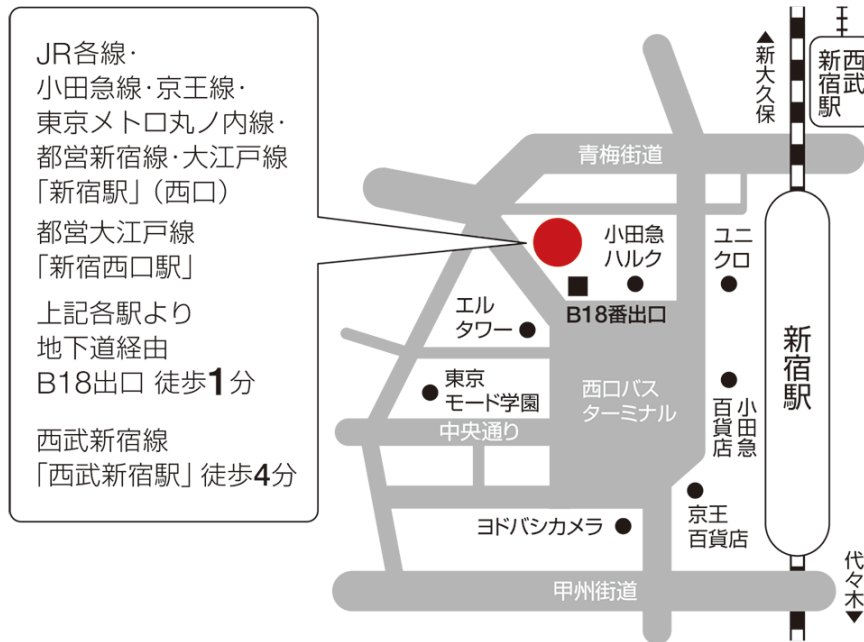 JR各線・
小田急線・京王線・
東京メトロ丸ノ内線・
都営新宿線・大江戸線
「新宿駅」（西口）
都営大江戸線
「新宿西口駅」
上記各駅より
地下道経由
B18出口 徒歩1分
西武新宿線
「西武新宿駅」徒歩4分
▲新大久保
西武
新宿駅
青梅街道
小田急
ハルク
ユニ
クロ
B18番出口
エル
タワー
新宿駅
東京
モード学園
西口バス
ターミナル
小田急
百貨店
中央通り
ヨドバシカメラ
京王
百貨店
甲州街道
代々木▼